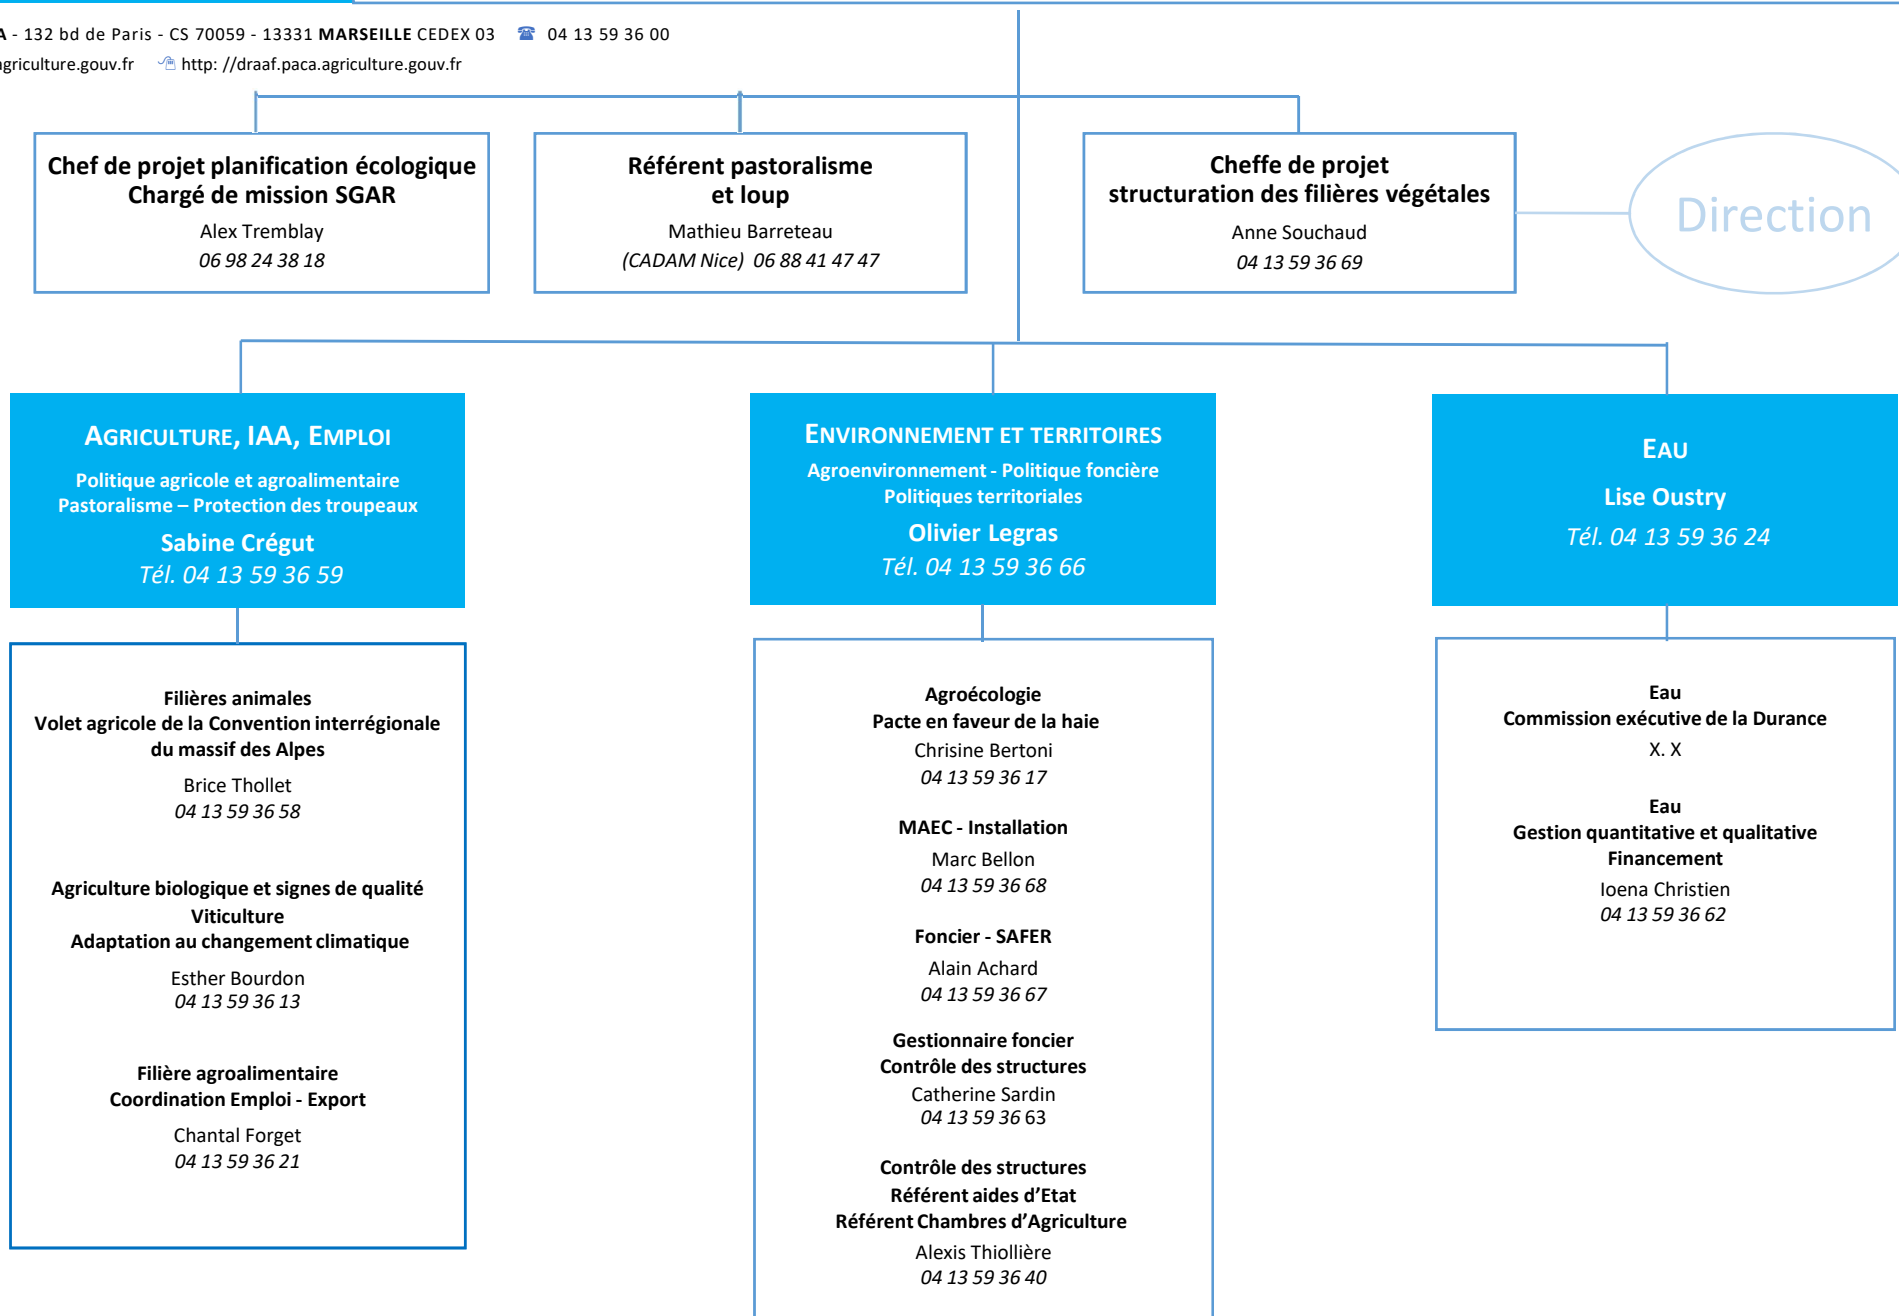 A - 132 bd de Paris - CS 70059 - 13331 MARSEILLE CEDEX 03 ☎ 04 13 59 36 00
agriculture.gouv.fr http: //draaf.paca.agriculture.gouv.fr
Chef de projet planification écologique
Chargé de mission SGAR
Alex Tremblay
06 98 24 38 18
Référent pastoralisme
et loup
Mathieu Barreteau
(CADAM Nice) 06 88 41 47 47
Cheffe de projet
structuration des filières végétales
Anne Souchaud
04 13 59 36 69
Direction
AGRICULTURE, IAA, EMPLOI
Politique agricole et agroalimentaire
Pastoralisme – Protection des troupeaux
Sabine Crégut
Tél. 04 13 59 36 59
ENVIRONNEMENT ET TERRITOIRES
Agroenvironnement - Politique foncière
Politiques territoriales
Olivier Legras
Tél. 04 13 59 36 66
EAU
Lise Oustry
Tél. 04 13 59 36 24
Filières animales
Volet agricole de la Convention interrégionale
du massif des Alpes
Brice Thollet
04 13 59 36 58
Agriculture biologique et signes de qualité
Viticulture
Adaptation au changement climatique
Esther Bourdon
04 13 59 36 13
Filière agroalimentaire
Coordination Emploi - Export
Chantal Forget
04 13 59 36 21
Agroécologie
Pacte en faveur de la haie
Chrisine Bertoni
04 13 59 36 17
MAEC - Installation
Marc Bellon
04 13 59 36 68
Foncier - SAFER
Alain Achard
04 13 59 36 67
Gestionnaire foncier
Contrôle des structures
Catherine Sardin
04 13 59 36 63
Contrôle des structures
Référent aides d’Etat
Référent Chambres d’Agriculture
Alexis Thiollière
04 13 59 36 40
Eau
Commission exécutive de la Durance
X. X
Eau
Gestion quantitative et qualitative
Financement
Ioena Christien
04 13 59 36 62